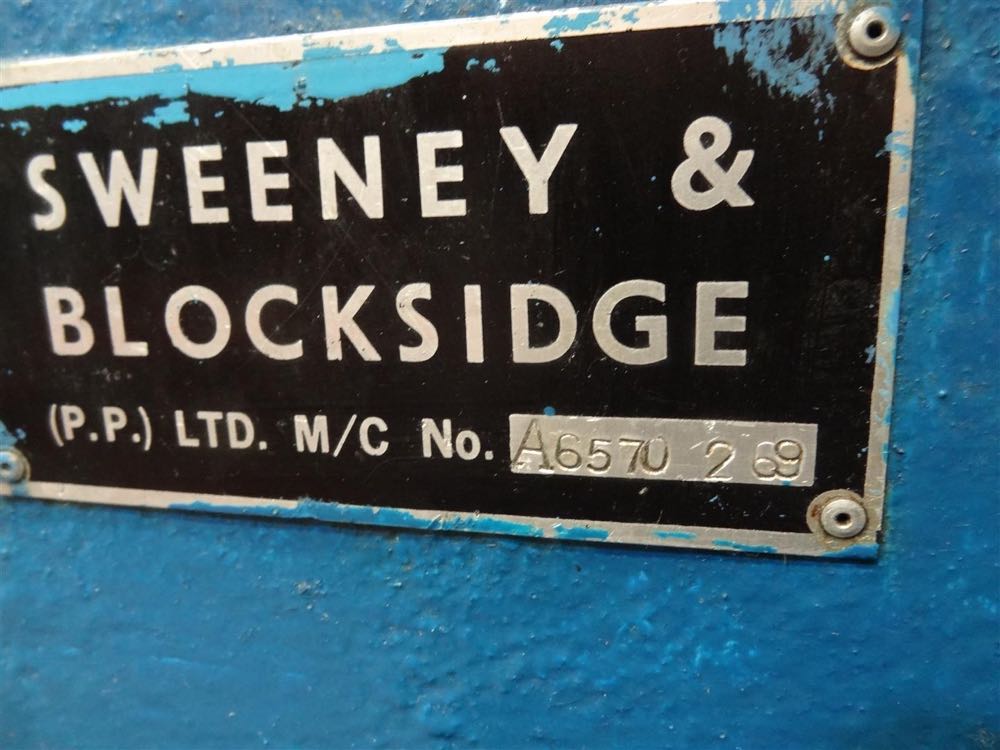 SWEENEY &
BLOCKSIDGE
(P.P.) LTD. M/C No. A6570 2 69